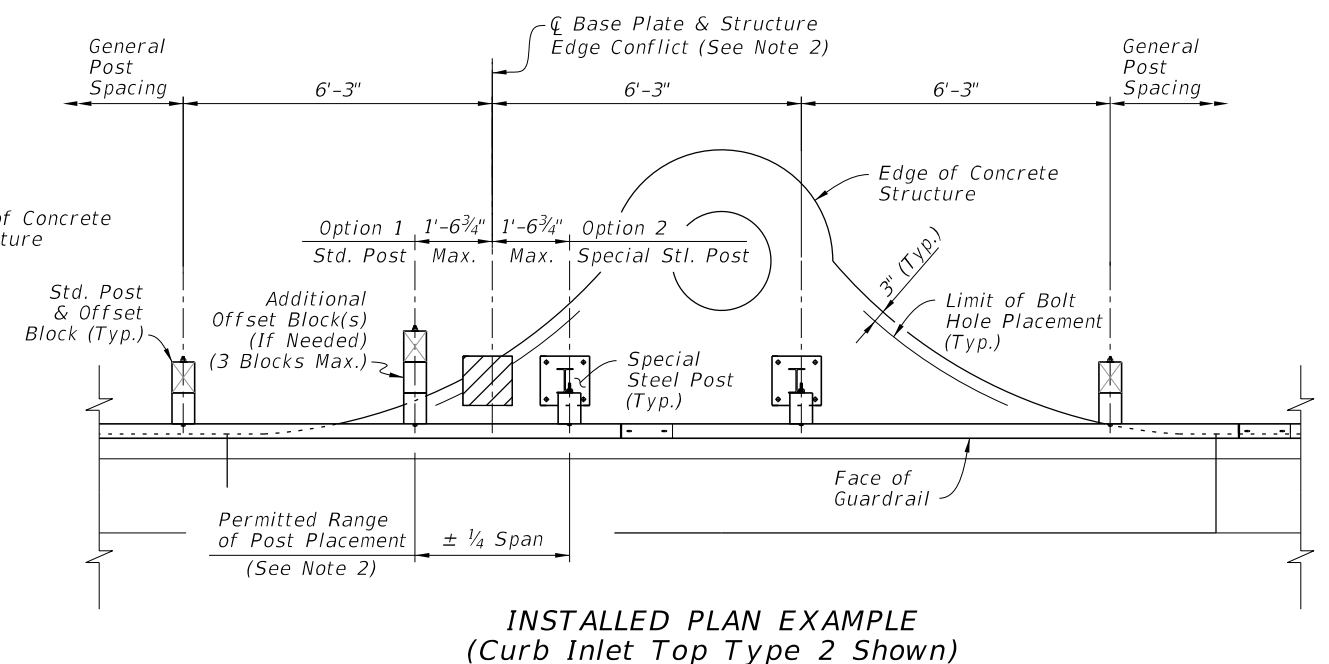 General
Post
Spacing
℄ Base Plate & Structure
Edge Conflict (See Note 2)
General
Post
Spacing
6'-3"
6'-3"
6'-3"
Edge of Concrete
Structure
of Concrete
ture
Option 1
1'-6¾"
1'-6¾"
Option 2
Std. Post
Max.
Max.
Special Stl. Post
3" (Typ.)
Std. Post
& Offset
Block (Typ.)
Additional
Offset Block(s)
(If Needed)
(3 Blocks Max.)
Limit of Bolt
Hole Placement
(Typ.)
Special
Steel Post
(Typ.)
Face of
Guardrail
Permitted Range
of Post Placement
(See Note 2)
± ¼ Span
INSTALLED PLAN EXAMPLE
(Curb Inlet Top Type 2 Shown)